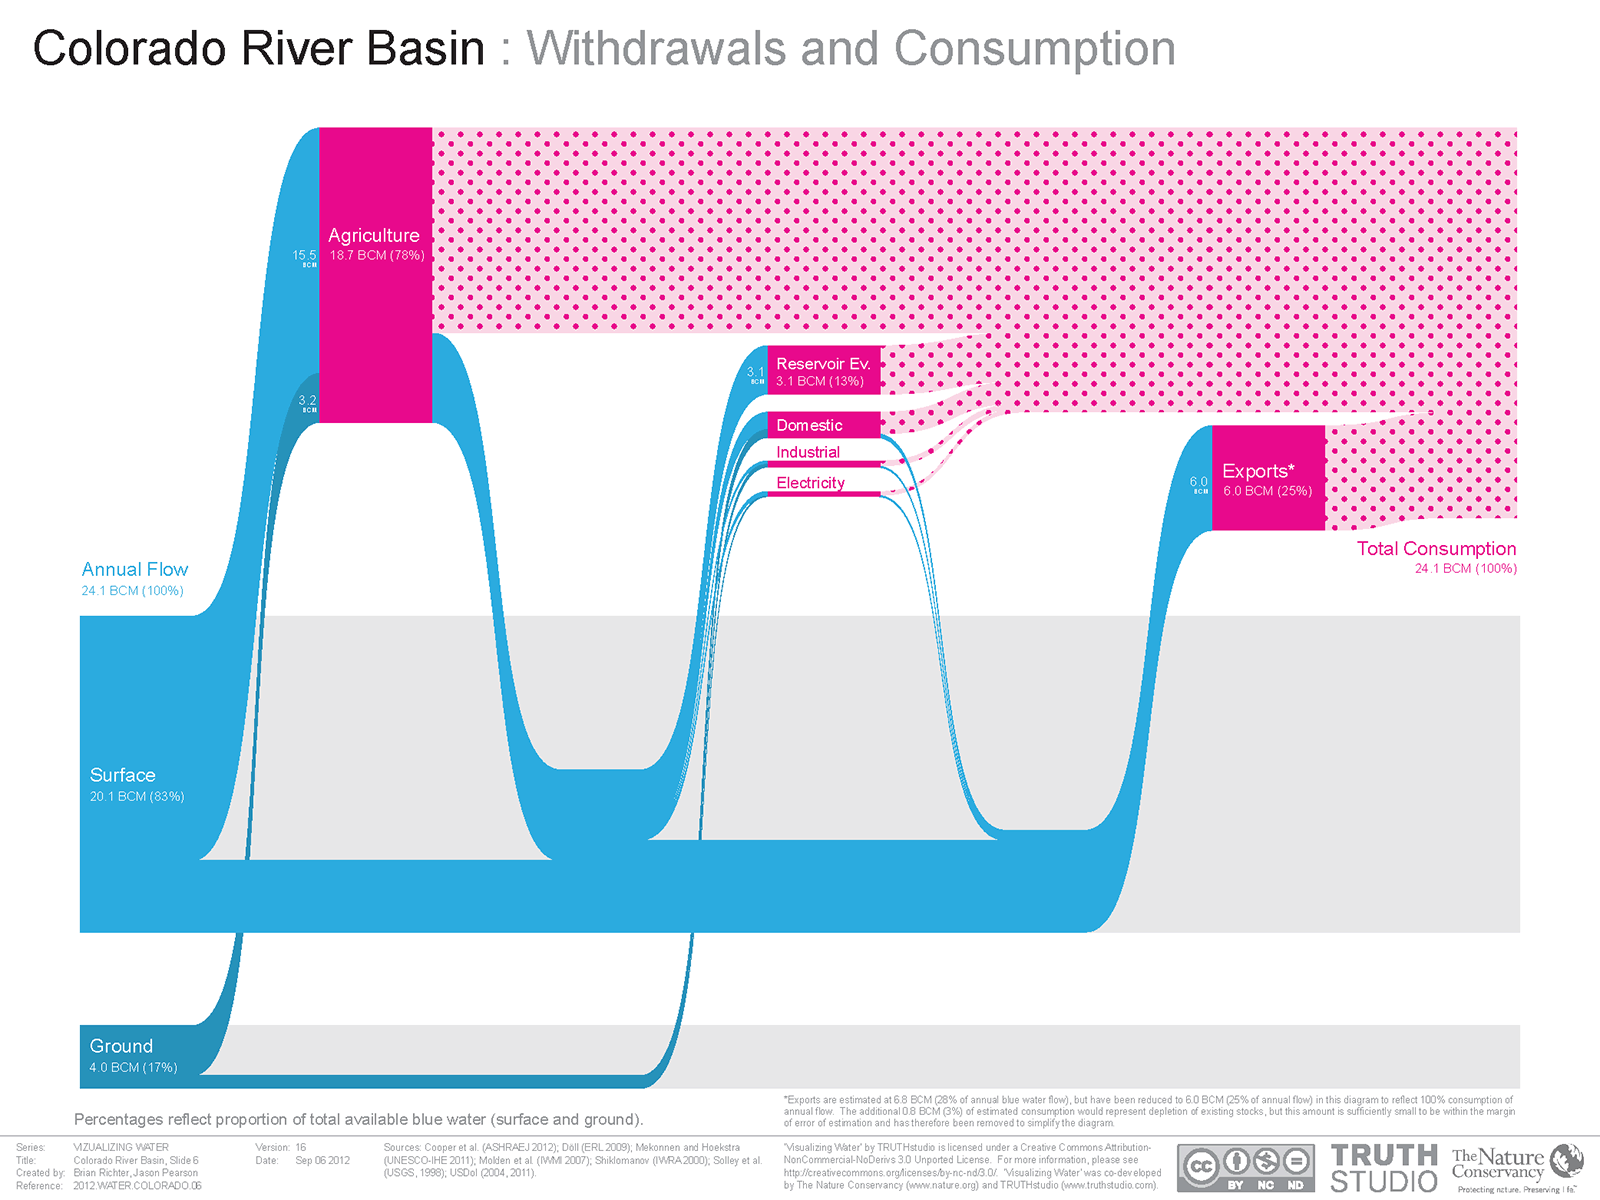 Colorado River Basin : Withdrawals and Consumption
Agriculture
18.7 BCM (78%)
15.5
BCM
3.2
BCM
Reservoir Ev.
3.1 BCM (13%)
3.1
BCM
Domestic
Industrial
Electricity
Exports*
6.0 BCM (25%)
6.0
BCM
Total Consumption
24.1 BCM (100%)
Annual Flow
24.1 BCM (100%)
Surface
20.1 BCM (83%)
Ground
4.0 BCM (17%)
Percentages reflect proportion of total available blue water (surface and ground).
*Exports are estimated at 6.8 BCM (28% of annual blue water flow), but have been reduced to 6.0 BCM (25% of annual flow) in this diagram to reflect 100% consumption of
annual flow. The additional 0.8 BCM (3%) of estimated consumption would represent depletion of existing stocks, but this amount is sufficiently small to be within the margin
of error of estimation and has therefore been removed to simplify the diagram.
Series: VIZUALIZING WATER
Title: Colorado River Basin, Slide 6
Created by: Brian Richter, Jason Pearson
Reference: 2012.WATER.COLORADO.06
Version: 16
Date: Sep 06 2012
Sources: Cooper et al. (ASHRAEJ 2012); Döll (ERL 2009); Mekonnen and Hoekstra
(UNESCO-IHE 2011); Molden et al. (IWMI 2007); Shiklomanov (IWRA 2000); Solley et al.
(USGS, 1998); USDoI (2004, 2011).
'Visualizing Water' by TRUTHstudio is licensed under a Creative Commons Attribution-
NonCommercial-NoDerivs 3.0 Unported License. For more information, please see
http://creativecommons.org/licenses/by-nc-nd/3.0/. 'Visualizing Water' was co-developed
by The Nature Conservancy (www.nature.org) and TRUTHstudio (www.truthstudio.com).
cc
BY NC ND
TRUTH
STUDIO
The Nature
Conservancy
Protecting nature. Preserving life.™